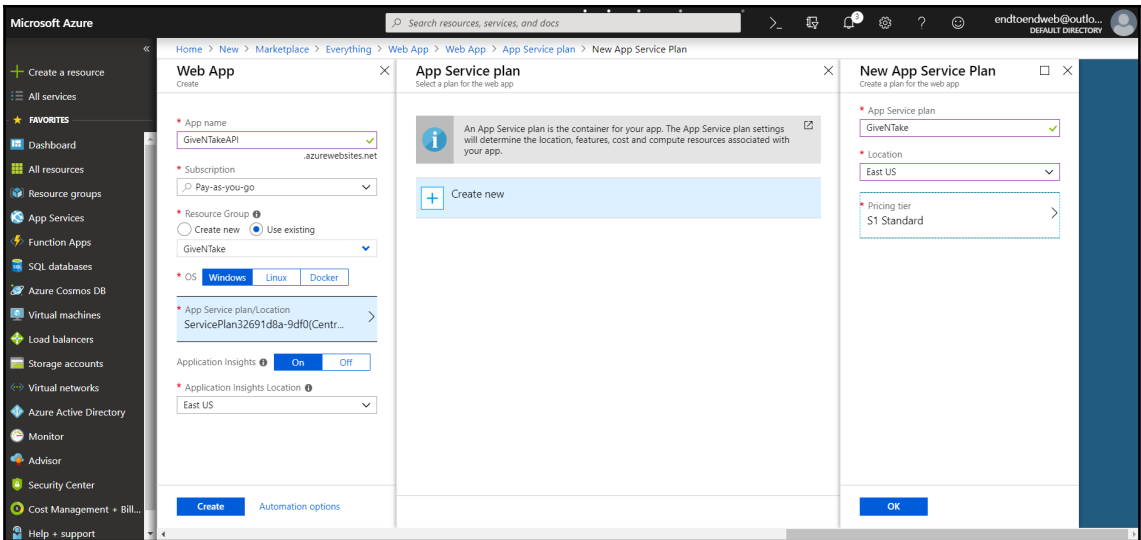 Microsoft Azure
Search resources, services, and docs
3
endtoendweb@outlo...
DEFAULT DIRECTORY
Home > New > Marketplace > Everything > Web App > Web App > App Service plan > New App Service Plan
Create a resource
All services
FAVORITES
Dashboard
All resources
Resource groups
App Services
Function Apps
SQL databases
Azure Cosmos DB
Virtual machines
Load balancers
Storage accounts
Virtual networks
Azure Active Directory
Monitor
Advisor
Security Center
Cost Management + Bill...
Help + support
Web App
Create
* App name
GiveNTakeAPI
.azurewebsites.net
* Subscription
Pay-as-you-go
* Resource Group
Create new Use existing
GiveNTake
* OS Windows Linux Docker
* App Service plan/Location
ServicePlan32691d8a-9df0(Centr...
Application Insights On Off
* Application Insights Location
East US
Create Automation options
App Service plan
Select a plan for the web app
An App Service plan is the container for your app. The App Service plan settings
will determine the location, features, cost and compute resources associated with
your app.
Create new
New App Service Plan
Create a plan for the web app
* App Service plan
GiveNTake
* Location
East US
* Pricing tier
S1 Standard
OK